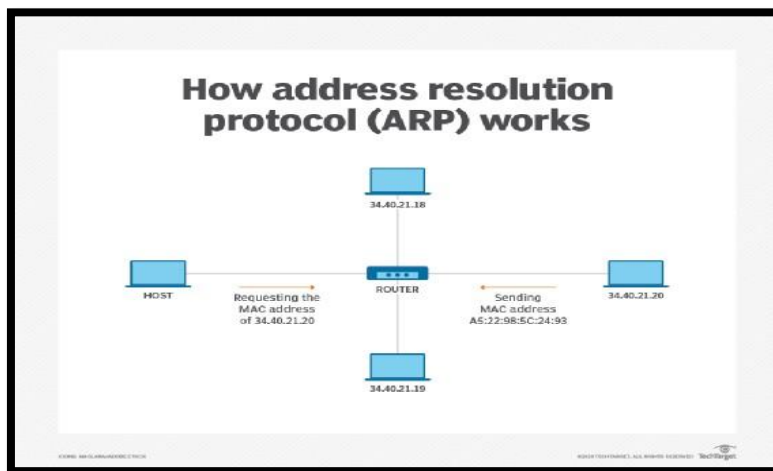 How address resolution
protocol (ARP) works
34.40.21.18
HOST
Requesting the
MAC address
of 34.40.21.20
ROUTER
Sending
MAC address
A5:22:98:5C:24:93
34.40.21.20
34.40.21.19
TechTarget